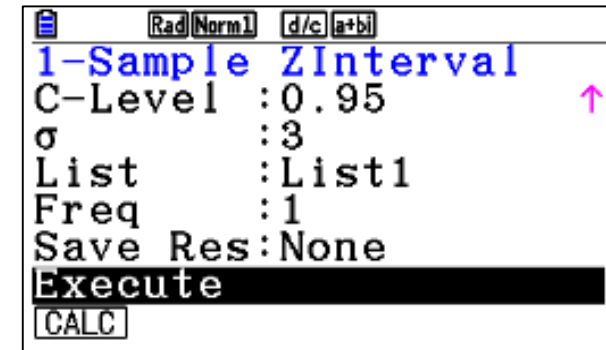 Rad Norm1 d/c a+bi
1-Sample ZInterval
C-Level :0.95 ↑
σ :3
List :List1
Freq :1
Save Res:None
Execute
CALC